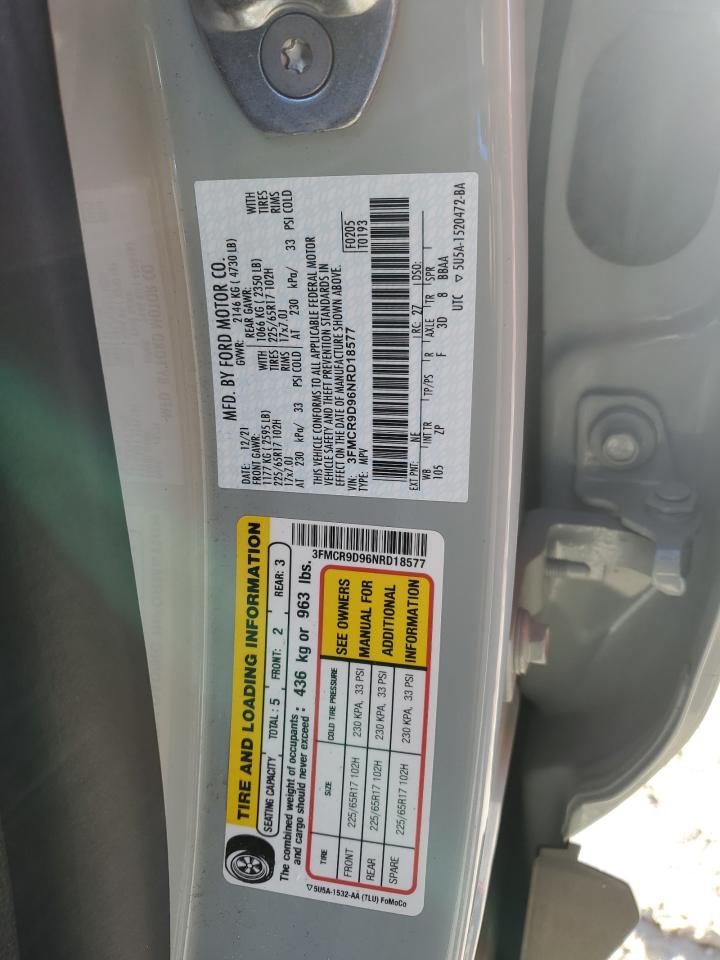 MFD. BY FORD MOTOR CO.
DATE: 12/21 GVWR: 2146 KG ( 4730 LB)
FRONT GAWR: REAR GAWR:
1177 KG ( 2595 LB) WITH 1066 KG ( 2350 LB) WITH
225/65R17 102H TIRES 225/65R17 102H TIRES
17x7.0J RIMS 17x7.0J RIMS
AT 230 kPa/ 33 PSI COLD AT 230 kPa/ 33 PSI COLD
THIS VEHICLE CONFORMS TO ALL APPLICABLE FEDERAL MOTOR
VEHICLE SAFETY AND THEFT PREVENTION STANDARDS IN
EFFECT ON THE DATE OF MANUFACTURE SHOWN ABOVE.
VIN: 3FMCR9D96NRD18577 F0205
TYPE: MPV T0193
EXT PNT: NE RC: 27 DSO:
WB INT TR TP/PS R AXLE TR SPR
105 ZP F 3D 8 BBAA
UTC ▽ 5U5A-1520472-BA
TIRE AND LOADING INFORMATION
SEATING CAPACITY TOTAL : 5 FRONT: 2 REAR: 3
The combined weight of occupants
and cargo should never exceed : 436 kg or 963 lbs.
3FMCR9D96NRD18577
TIRE SIZE COLD TIRE PRESSURE
FRONT 225/65R17 102H 230 KPA, 33 PSI
REAR 225/65R17 102H 230 KPA, 33 PSI
SPARE 225/65R17 102H 230 KPA, 33 PSI
SEE OWNERS
MANUAL FOR
ADDITIONAL
INFORMATION
▽ 5U5A-1532-AA (TLU) FoMoCo